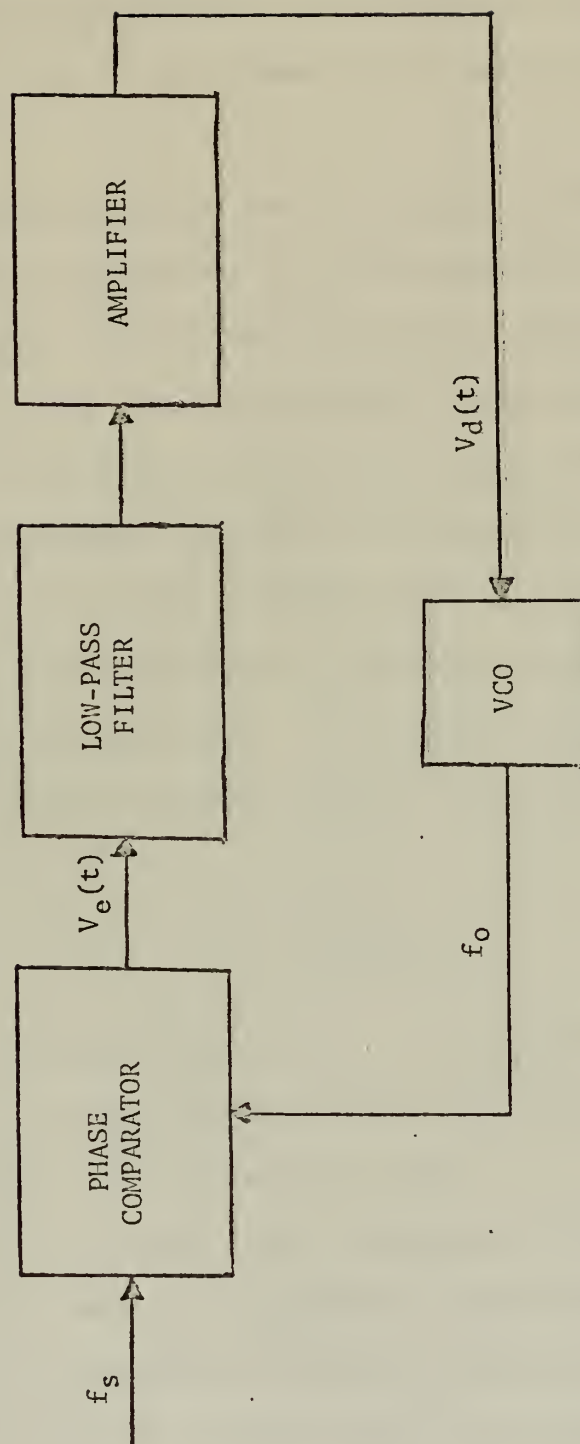 f_s
PHASE
COMPARATOR
V_e(t)
LOW-PASS
FILTER
AMPLIFIER
V_d(t)
VCO
f_o